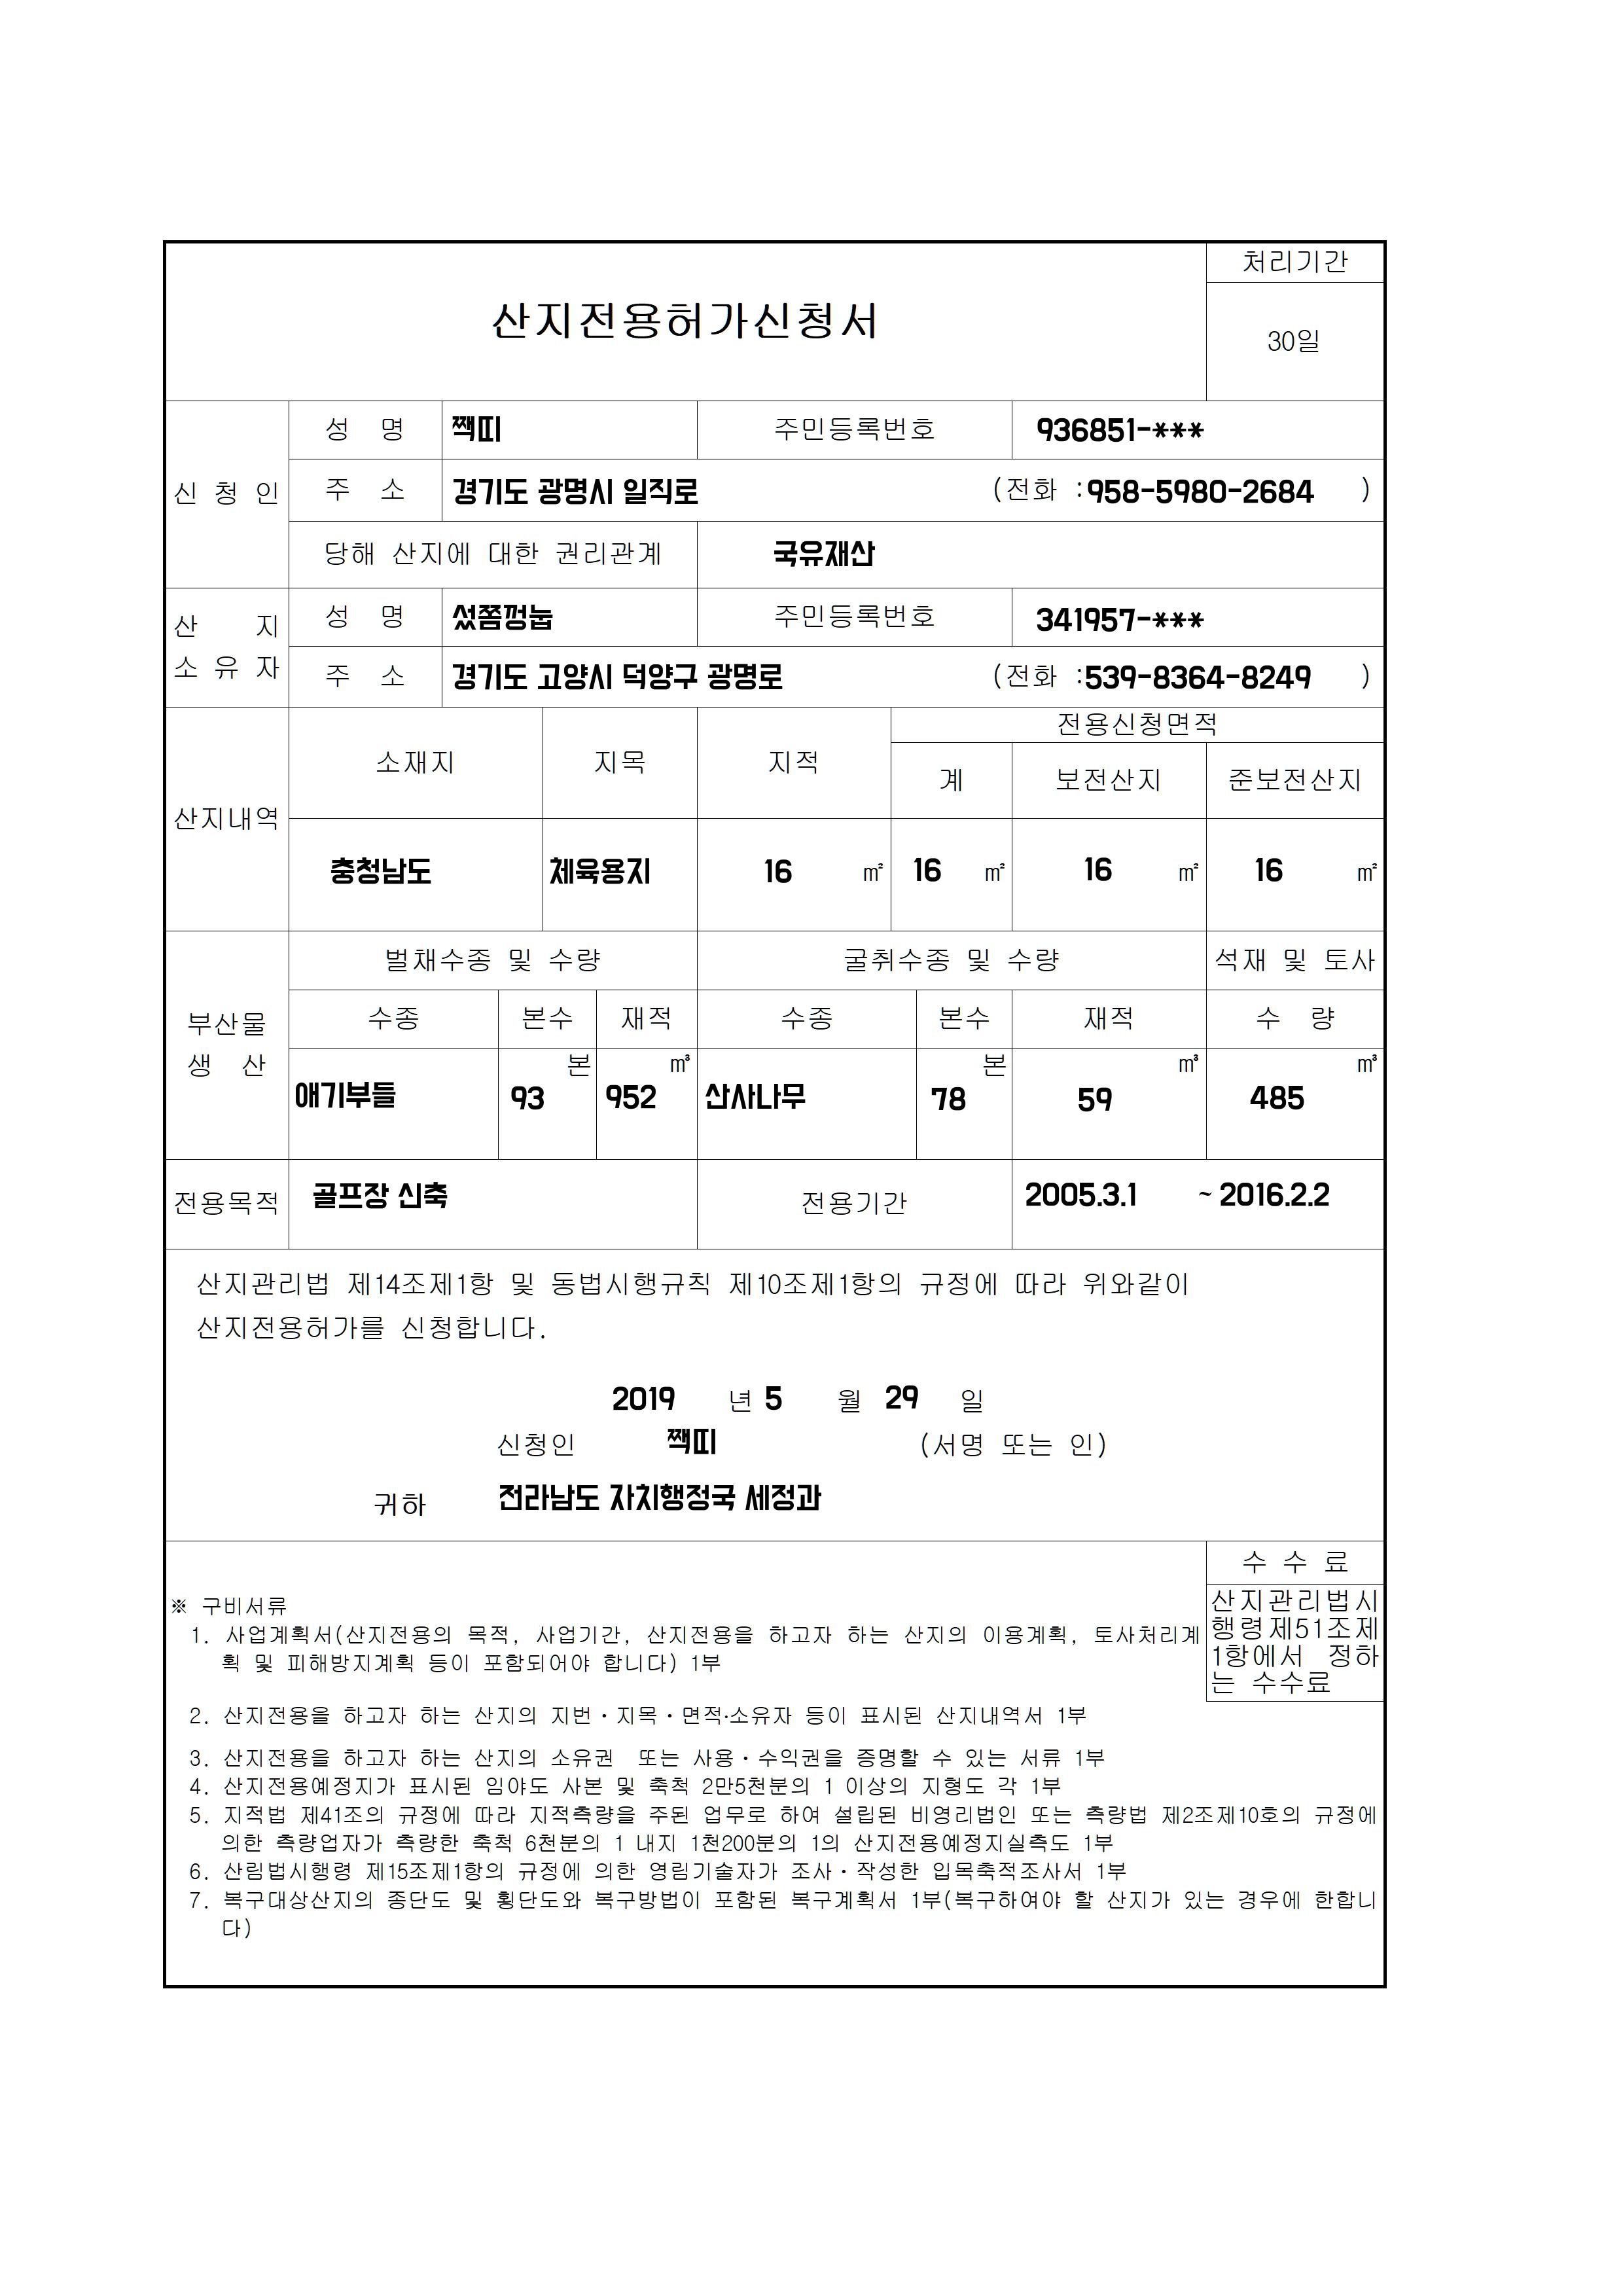 처리기간
산지전용허가신청서
30일
신 청 인
성 명 짹띠 주민등록번호 936851-***
주 소 경기도 광명시 일직로 (전화 :958-5980-2684 )
당해 산지에 대한 권리관계 국유재산
산 지
소 유 자
성 명 섰쫌껑눕 주민등록번호 341957-***
주 소 경기도 고양시 덕양구 광명로 (전화 :539-8364-8249 )
산지내역
소재지 지목 지적 전용신청면적
계 보전산지 준보전산지
충청남도 체육용지 16 ㎡ 16 ㎡ 16 ㎡ 16 ㎡
부산물
생 산
벌채수종 및 수량 굴취수종 및 수량 석재 및 토사
수종 본수 재적 수종 본수 재적 수 량
본 ㎥ 본 ㎥ ㎥
애기부들 93 952 산사나무 78 59 485
전용목적 골프장 신축 전용기간 2005.3.1 ~ 2016.2.2
산지관리법 제14조제1항 및 동법시행규칙 제10조제1항의 규정에 따라 위와같이
산지전용허가를 신청합니다.
2019 년 5 월 29 일
신청인 짹띠 (서명 또는 인)
귀하 전라남도 자치행정국 세정과
수 수 료
산지관리법시
행령제51조제
1항에서 정하
는 수수료
※ 구비서류
1. 사업계획서(산지전용의 목적, 사업기간, 산지전용을 하고자 하는 산지의 이용계획, 토사처리계
획 및 피해방지계획 등이 포함되어야 합니다) 1부
2. 산지전용을 하고자 하는 산지의 지번·지목·면적·소유자 등이 표시된 산지내역서 1부
3. 산지전용을 하고자 하는 산지의 소유권 또는 사용·수익권을 증명할 수 있는 서류 1부
4. 산지전용예정지가 표시된 임야도 사본 및 축척 2만5천분의 1 이상의 지형도 각 1부
5. 지적법 제41조의 규정에 따라 지적측량을 주된 업무로 하여 설립된 비영리법인 또는 측량법 제2조제10호의 규정에
의한 측량업자가 측량한 축척 6천분의 1 내지 1천200분의 1의 산지전용예정지실측도 1부
6. 산림법시행령 제15조제1항의 규정에 의한 영림기술자가 조사·작성한 입목축적조사서 1부
7. 복구대상산지의 종단도 및 횡단도와 복구방법이 포함된 복구계획서 1부(복구하여야 할 산지가 있는 경우에 한합니
다)